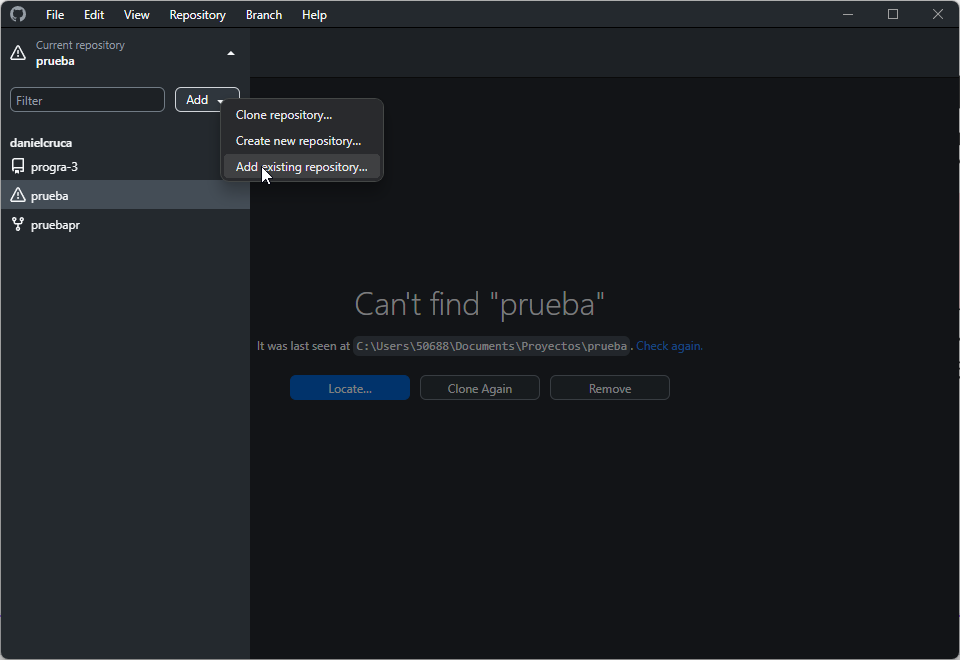 File Edit View Repository Branch Help
Current repository
prueba
Filter
Add
Clone repository...
Create new repository...
Add existing repository...
danielcruca
progra-3
prueba
pruebapr
Can't find "prueba"
It was last seen at C:\Users\50688\Documents\Proyectos\prueba. Check again.
Locate... Clone Again Remove